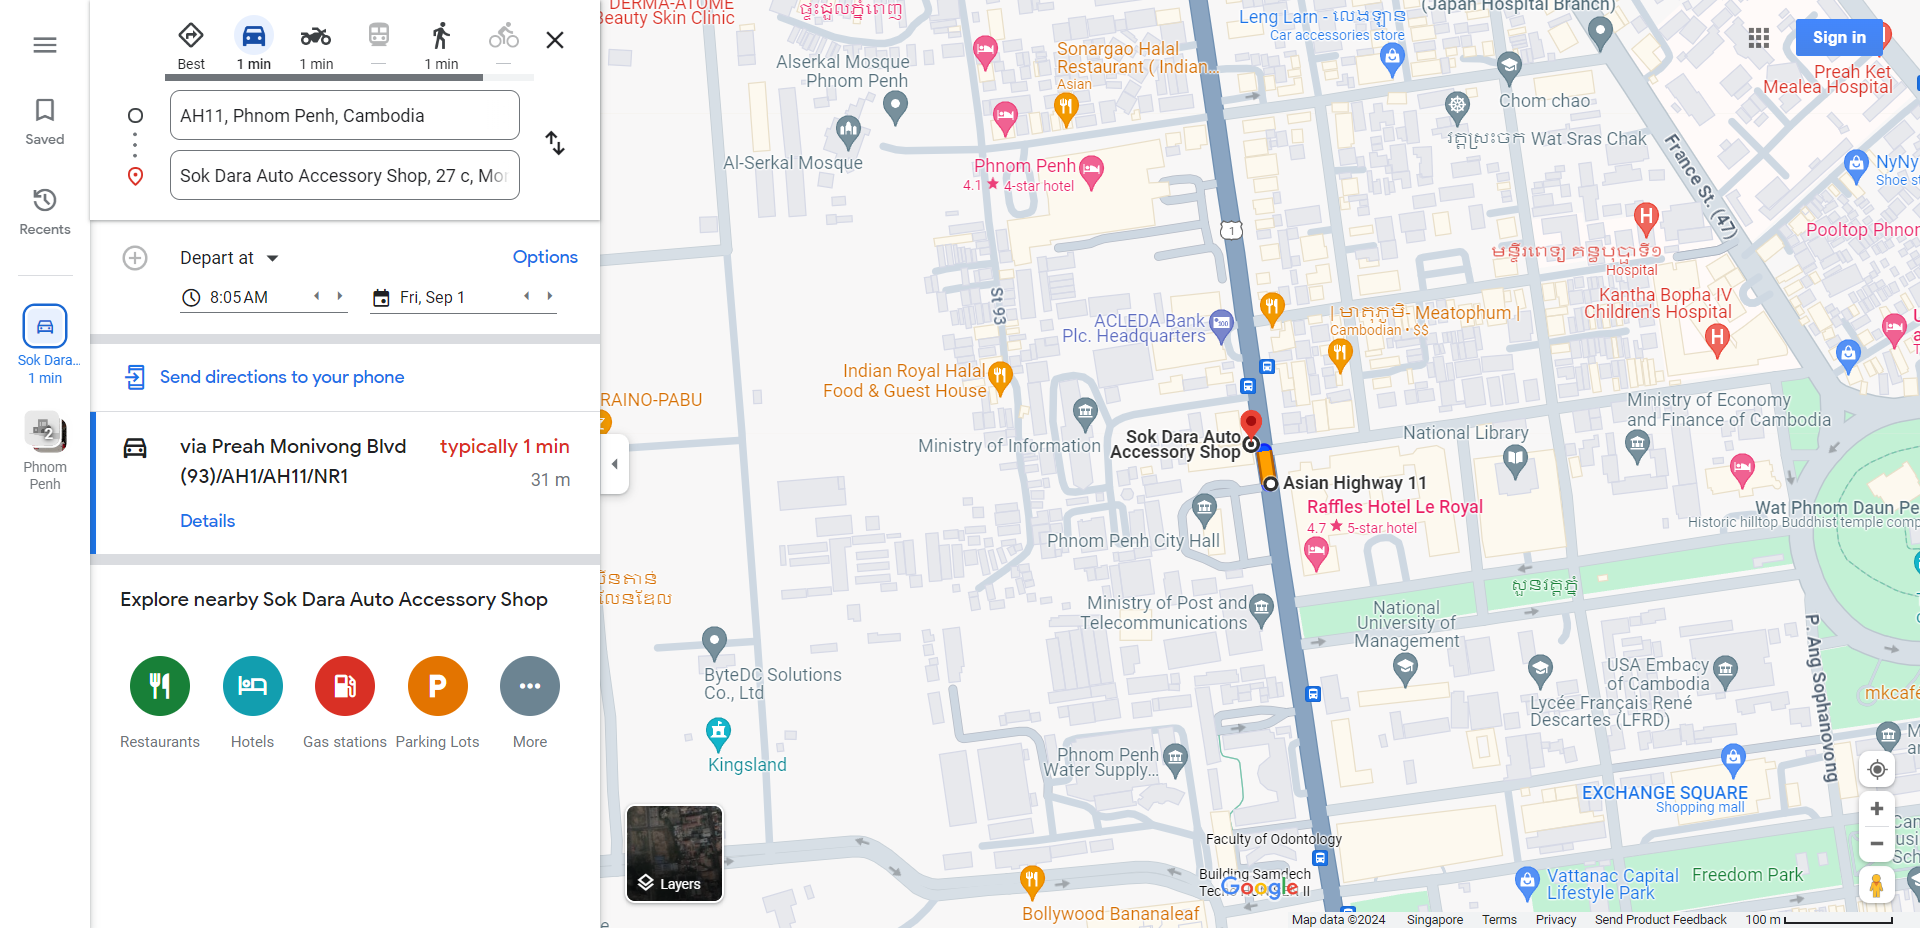 Saved
Recents
Sok Dara...
1 min
2
Phnom
Penh
Best
1 min
1 min
—
1 min
—
AH11, Phnom Penh, Cambodia
Sok Dara Auto Accessory Shop, 27 c, Mor
Depart at
Options
8:05 AM
Fri, Sep 1
Send directions to your phone
via Preah Monivong Blvd
(93)/AH1/AH11/NR1
typically 1 min
31 m
Details
Explore nearby Sok Dara Auto Accessory Shop
Restaurants
Hotels
Gas stations
Parking Lots
More
Layers
DERMA-ATOME
Beauty Skin Clinic
Leng Larn - លេងឡាន
Car accessories store
(Japan Hospital Branch)
Sign in
Alserkal Mosque
Phnom Penh
Sonargao Halal
Restaurant ( Indian...
Asian
Preah Ket
Mealea Hospital
Chom chao
វត្តស្រះចក Wat Sras Chak
Al-Serkal Mosque
Phnom Penh
4.1 ★ 4-star hotel
France St. (47)
NyNy
Shoe st
1
Pooltop Phnor
មន្ទីរពេទ្យ គន្ធបុប្ផាទី១
Hospital
Kantha Bopha IV
Children's Hospital
St 93
ACLEDA Bank
Plc. Headquarters
| មាតុភូមិ- Meatophum |
Cambodian • $$
Indian Royal Halal
Food & Guest House
RAINO-PABU
Ministry of Economy
and Finance of Cambodia
Ministry of Information
Sok Dara Auto
Accessory Shop
National Library
Asian Highway 11
Raffles Hotel Le Royal
4.7 ★ 5-star hotel
Wat Phnom Daun Pe
Historic hilltop Buddhist temple comp
Phnom Penh City Hall
សួនវត្តភ្នំ
Ministry of Post and
Telecommunications
National
University of
Management
P. Ang Sophanovong
ByteDC Solutions
Co., Ltd
USA Embacy
of Cambodia
Lycée Français René
Descartes (LFRD)
mkcafe
Kingsland
Phnom Penh
Water Supply...
EXCHANGE SQUARE
Shopping mall
Faculty of Odontology
Building Samdech
Google
Vattanac Capital
Lifestyle Park
Freedom Park
Bollywood Bananaleaf
Map data ©2024
Singapore
Terms
Privacy
Send Product Feedback
100 m